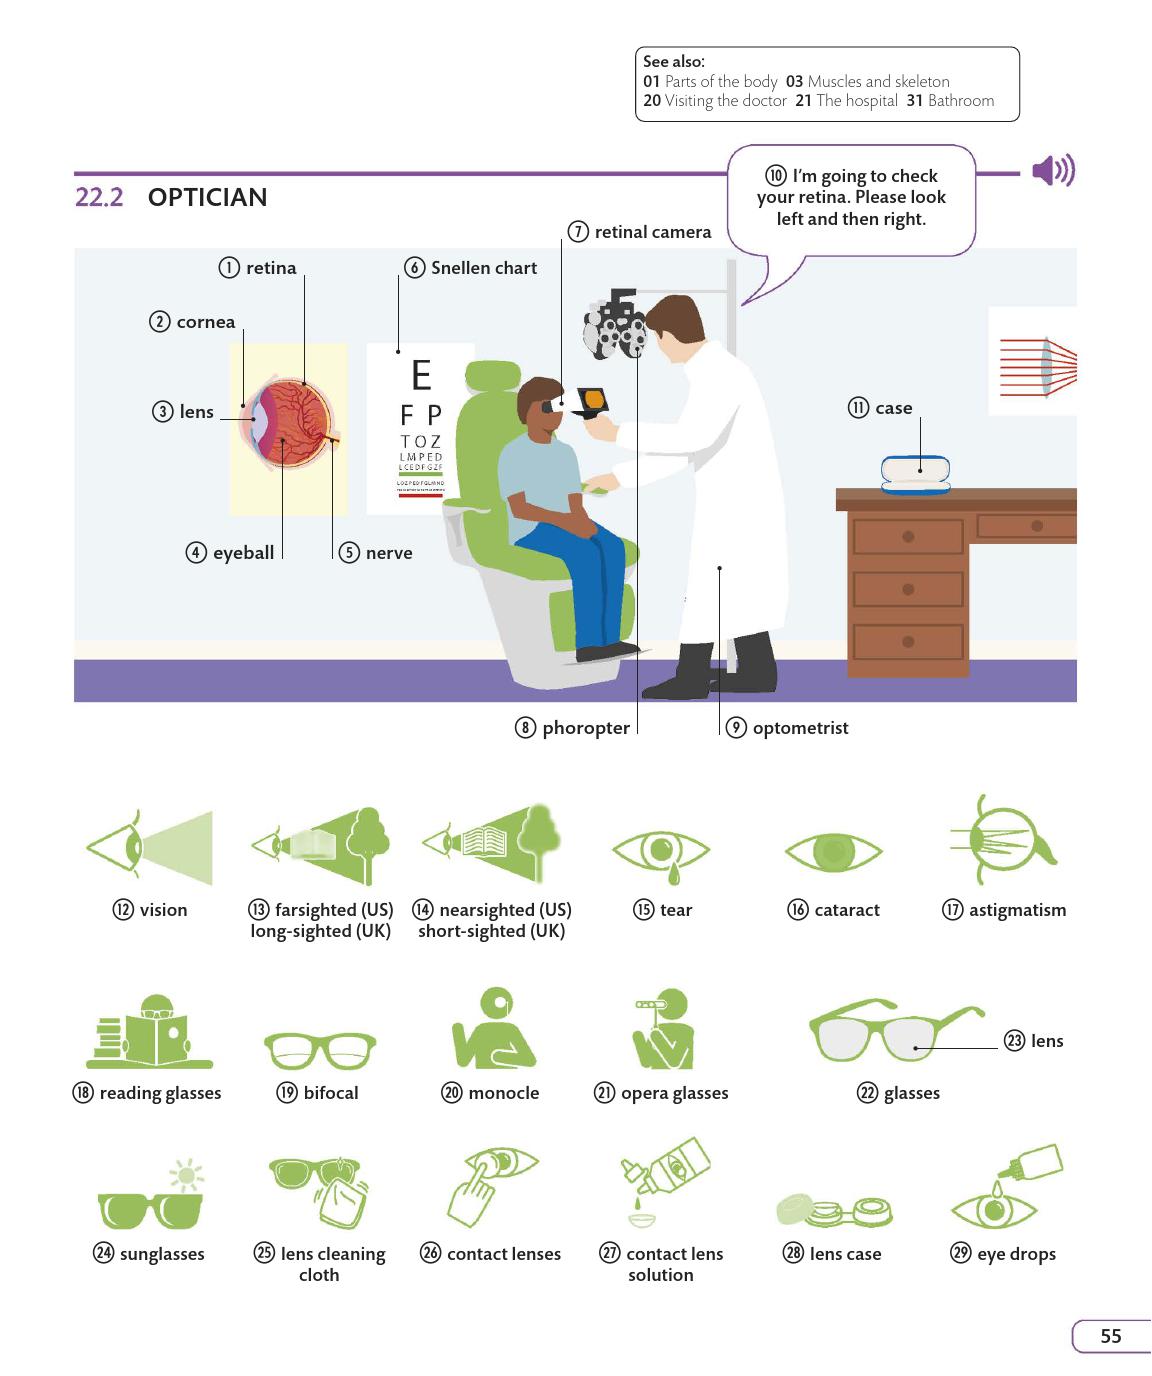 See also:
01 Parts of the body 03 Muscles and skeleton
20 Visiting the doctor 21 The hospital 31 Bathroom
22.2 OPTICIAN
⑩ I'm going to check
your retina. Please look
left and then right.
⑦ retinal camera
① retina
⑥ Snellen chart
② cornea
③ lens
E
F P
T O Z
L M P E D
L C E D F G Z F
⑪ case
④ eyeball
⑤ nerve
⑧ phoropter
⑨ optometrist
⑫ vision
⑬ farsighted (US)
long-sighted (UK)
⑭ nearsighted (US)
short-sighted (UK)
⑮ tear
⑯ cataract
⑰ astigmatism
⑱ reading glasses
⑲ bifocal
⑳ monocle
㉑ opera glasses
㉒ glasses
㉓ lens
㉔ sunglasses
㉕ lens cleaning
cloth
㉖ contact lenses
㉗ contact lens
solution
㉘ lens case
㉙ eye drops
55